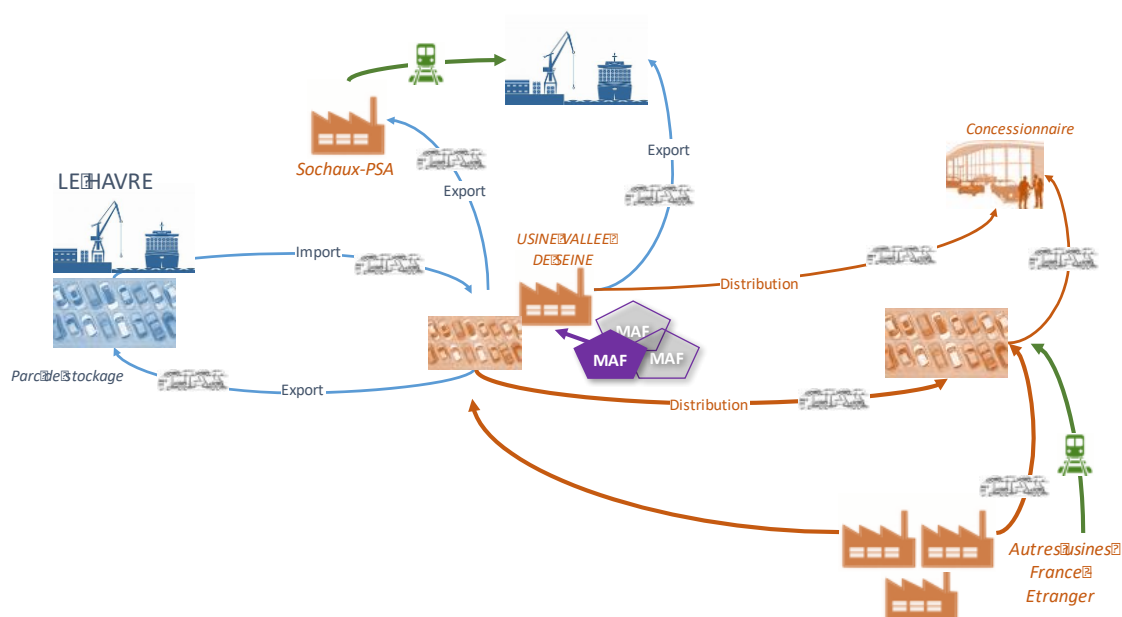 Concessionnaire
Export
Sochaux-PSA
LE HAVRE
Export
USINE VALLEE
DE SEINE
Import
Distribution
MAF
MAF
MAF
Parc de stockage
Export
Distribution
Autres usines
France
Etranger